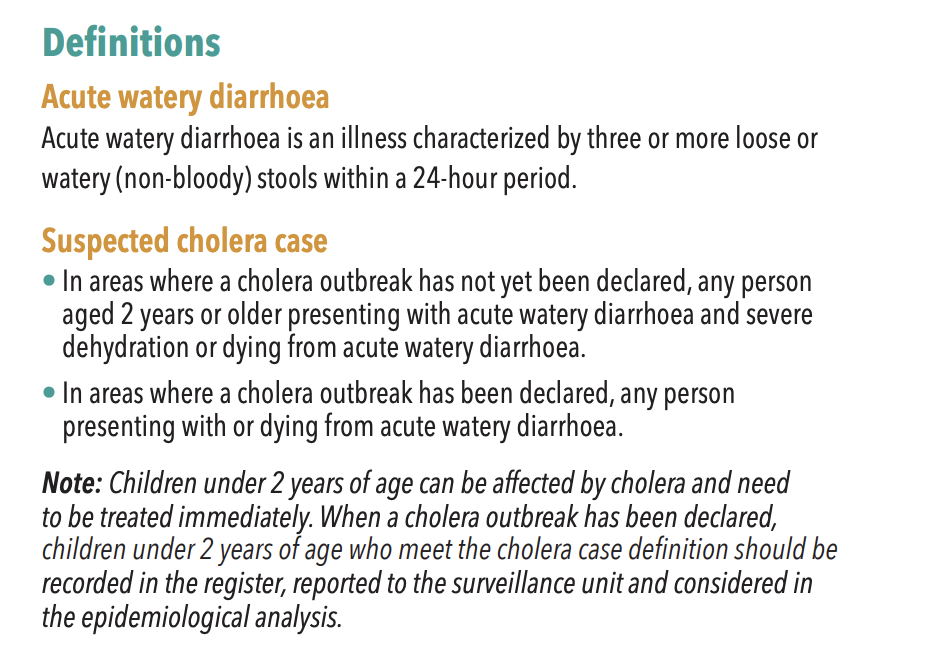 Definitions
Acute watery diarrhoea
Acute watery diarrhoea is an illness characterized by three or more loose or
watery (non-bloody) stools within a 24-hour period.
Suspected cholera case
• In areas where a cholera outbreak has not yet been declared, any person
aged 2 years or older presenting with acute watery diarrhoea and severe
dehydration or dying from acute watery diarrhoea.
• In areas where a cholera outbreak has been declared, any person
presenting with or dying from acute watery diarrhoea.
Note: Children under 2 years of age can be affected by cholera and need
to be treated immediately. When a cholera outbreak has been declared,
children under 2 years of age who meet the cholera case definition should be
recorded in the register, reported to the surveillance unit and considered in
the epidemiological analysis.